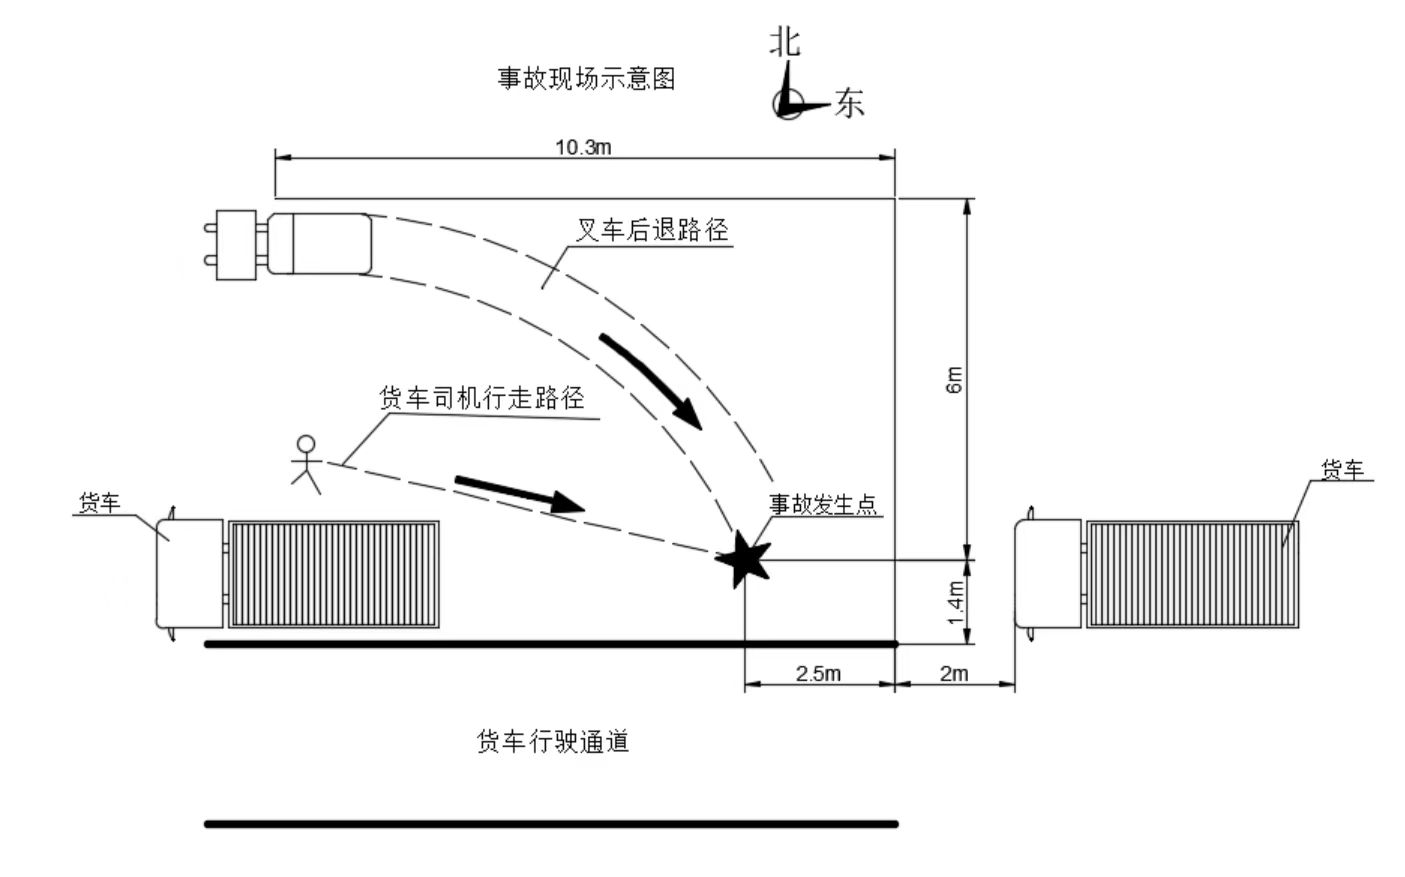 北
事故现场示意图
东
10.3m
叉车后退路径
6m
货车司机行走路径
货车
货车
事故发生点
1.4m
2.5m
2m
货车行驶通道